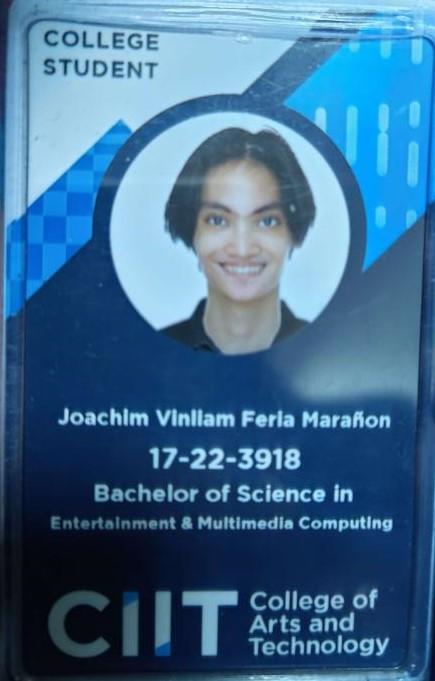 COLLEGE
STUDENT
Joachim Viniiam Feria Marañon
17-22-3918
Bachelor of Science in
Entertainment & Multimedia Computing
CIIT College of
Arts and
Technology